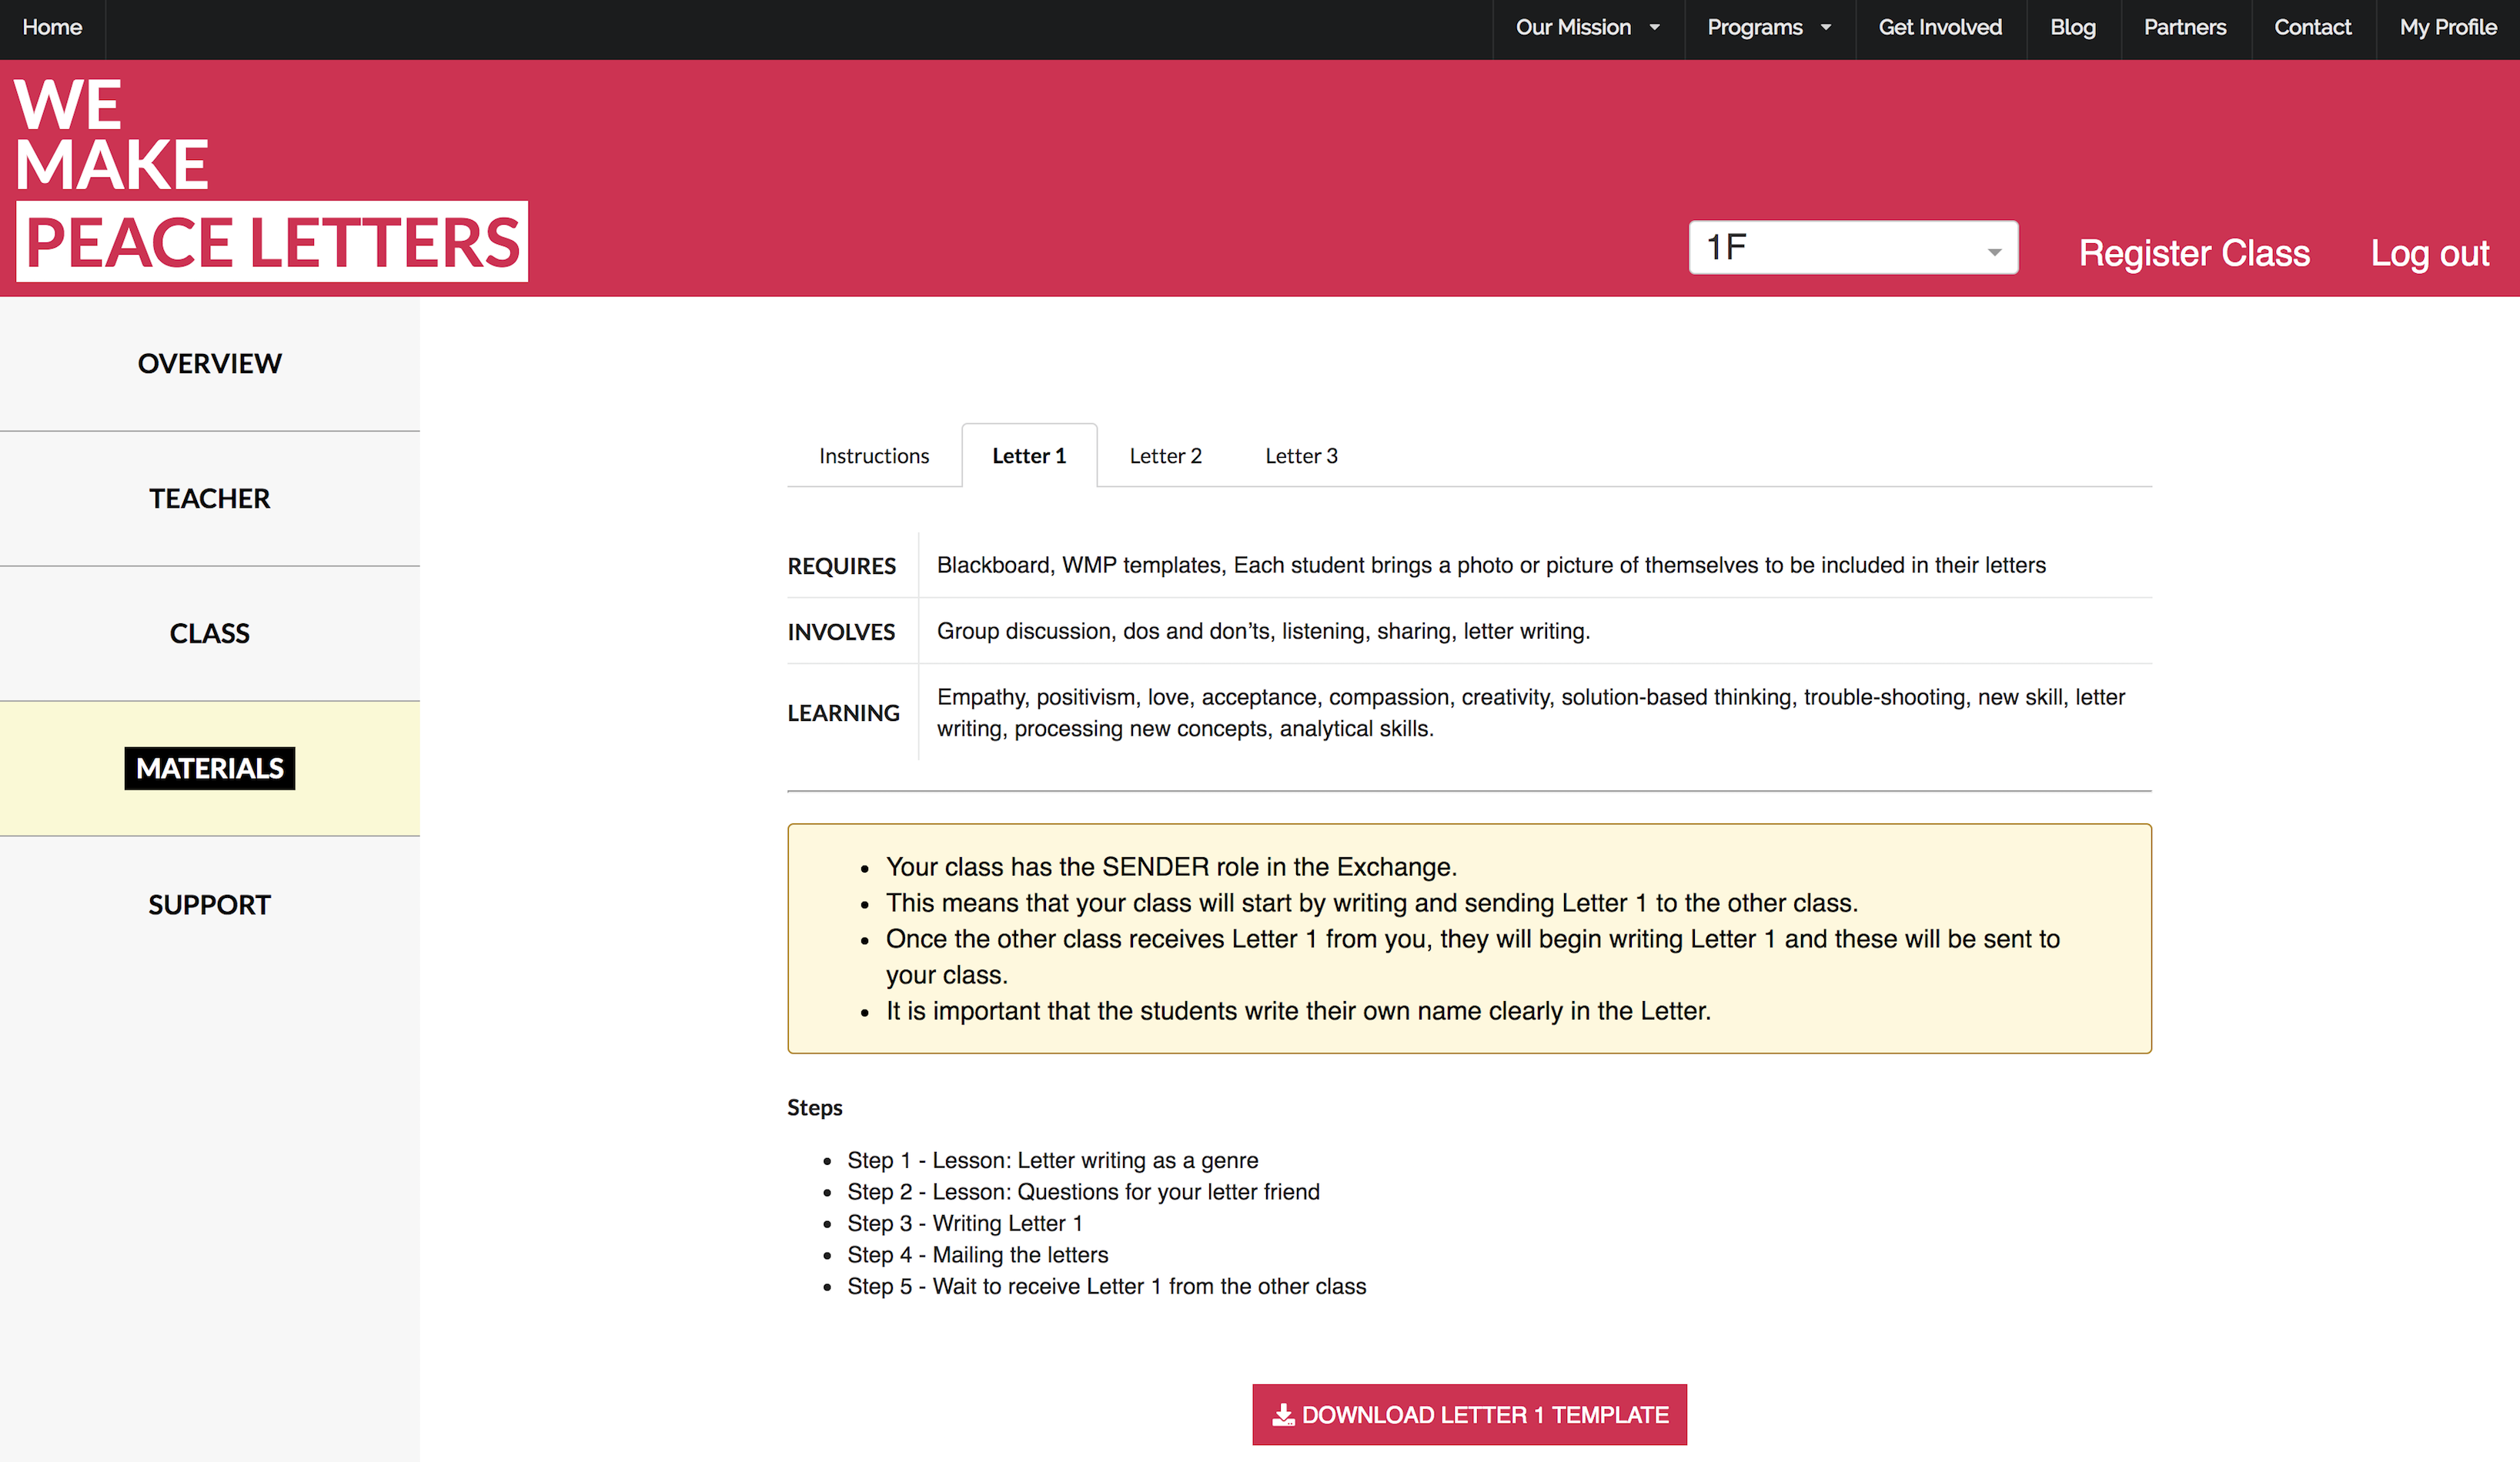 Home
Our Mission
Programs
Get Involved
Blog
Partners
Contact
My Profile
WE
MAKE
PEACE LETTERS
1F
Register Class
Log out
OVERVIEW
TEACHER
CLASS
MATERIALS
SUPPORT
Instructions
Letter 1
Letter 2
Letter 3
REQUIRES
Blackboard, WMP templates, Each student brings a photo or picture of themselves to be included in their letters
INVOLVES
Group discussion, dos and don’ts, listening, sharing, letter writing.
LEARNING
Empathy, positivism, love, acceptance, compassion, creativity, solution-based thinking, trouble-shooting, new skill, letter
writing, processing new concepts, analytical skills.
• Your class has the SENDER role in the Exchange.
• This means that your class will start by writing and sending Letter 1 to the other class.
• Once the other class receives Letter 1 from you, they will begin writing Letter 1 and these will be sent to
your class.
• It is important that the students write their own name clearly in the Letter.
Steps
• Step 1 - Lesson: Letter writing as a genre
• Step 2 - Lesson: Questions for your letter friend
• Step 3 - Writing Letter 1
• Step 4 - Mailing the letters
• Step 5 - Wait to receive Letter 1 from the other class
DOWNLOAD LETTER 1 TEMPLATE